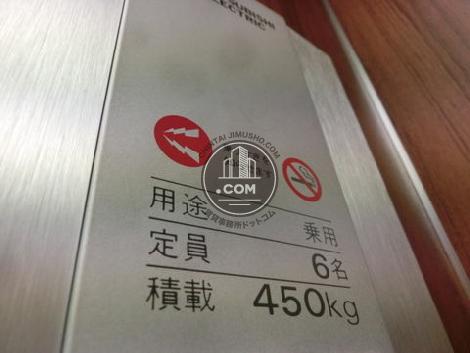 MITSUBISHI
ELECTRIC
CHINTAI JIMUSHO.COM
.COM
賃貸事務所ドットコム
用途 乗用
定員 6名
積載 450kg